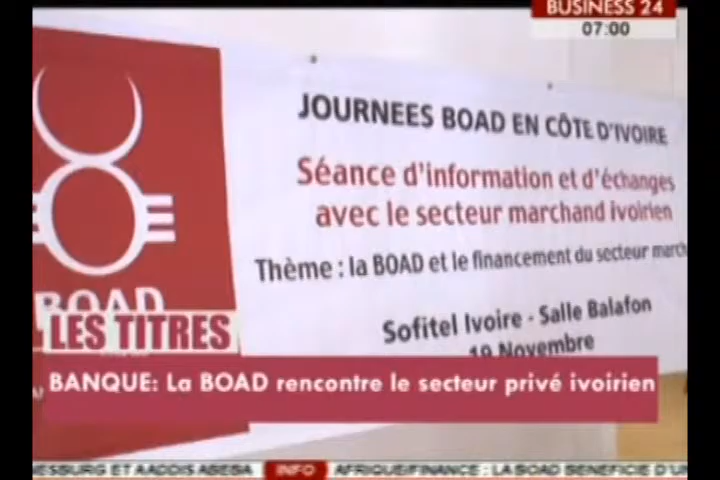 BUSINESS 24
07:00
JOURNEES BOAD EN CÔTE D'IVOIRE
Séance d'information et d'échanges
avec le secteur marchand ivoirien
Thème : la BOAD et le financement du secteur march
Sofitel Ivoire - Salle Balafon
19 Novembre
BOAD
LES TITRES
BANQUE: La BOAD rencontre le secteur privé ivoirien
NESBURG ET AADDIS ABEBA INFO AFRIQUE/FINANCE : LA BOAD BENEFICIE D'UN